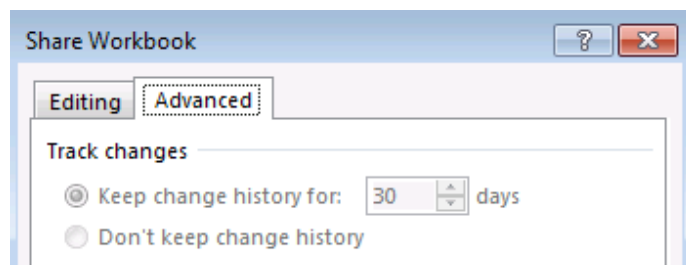 Share Workbook
Editing Advanced
Track changes
Keep change history for: 30 days
Don't keep change history